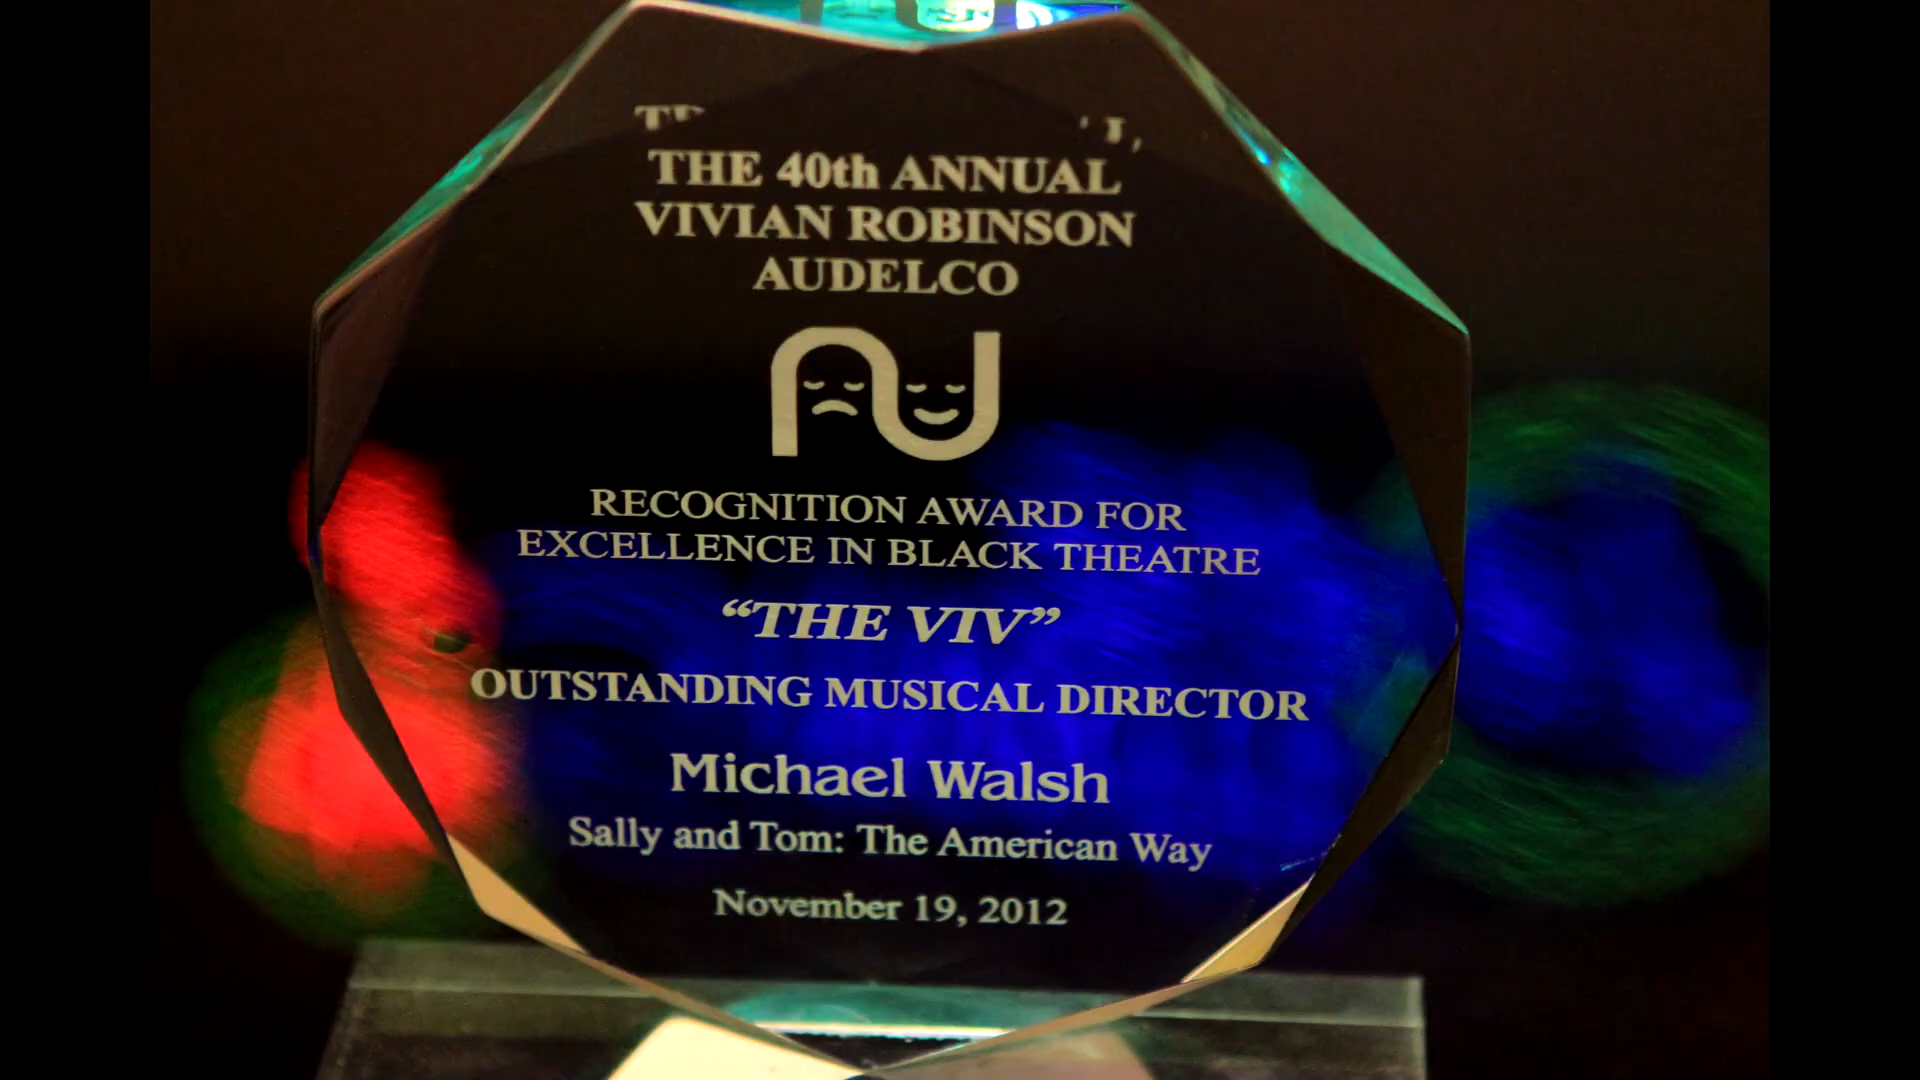 THE 40th ANNUAL
VIVIAN ROBINSON
AUDELCO
RECOGNITION AWARD FOR
EXCELLENCE IN BLACK THEATRE
“THE VIV”
OUTSTANDING MUSICAL DIRECTOR
Michael Walsh
Sally and Tom: The American Way
November 19, 2012